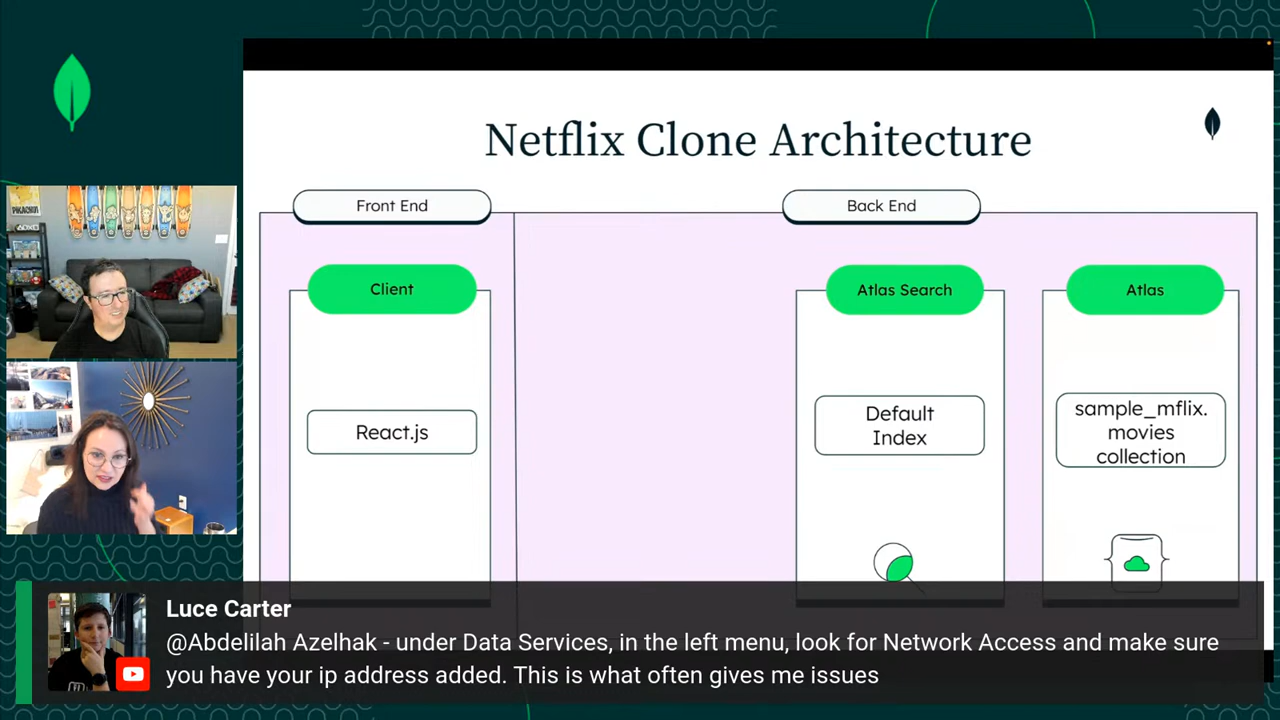 Netflix Clone Architecture
Front End
Back End
Client
Atlas Search
Atlas
React.js
Default
Index
sample_mflix.
movies
collection
Luce Carter
@Abdelilah Azelhak - under Data Services, in the left menu, look for Network Access and make sure
you have your ip address added. This is what often gives me issues